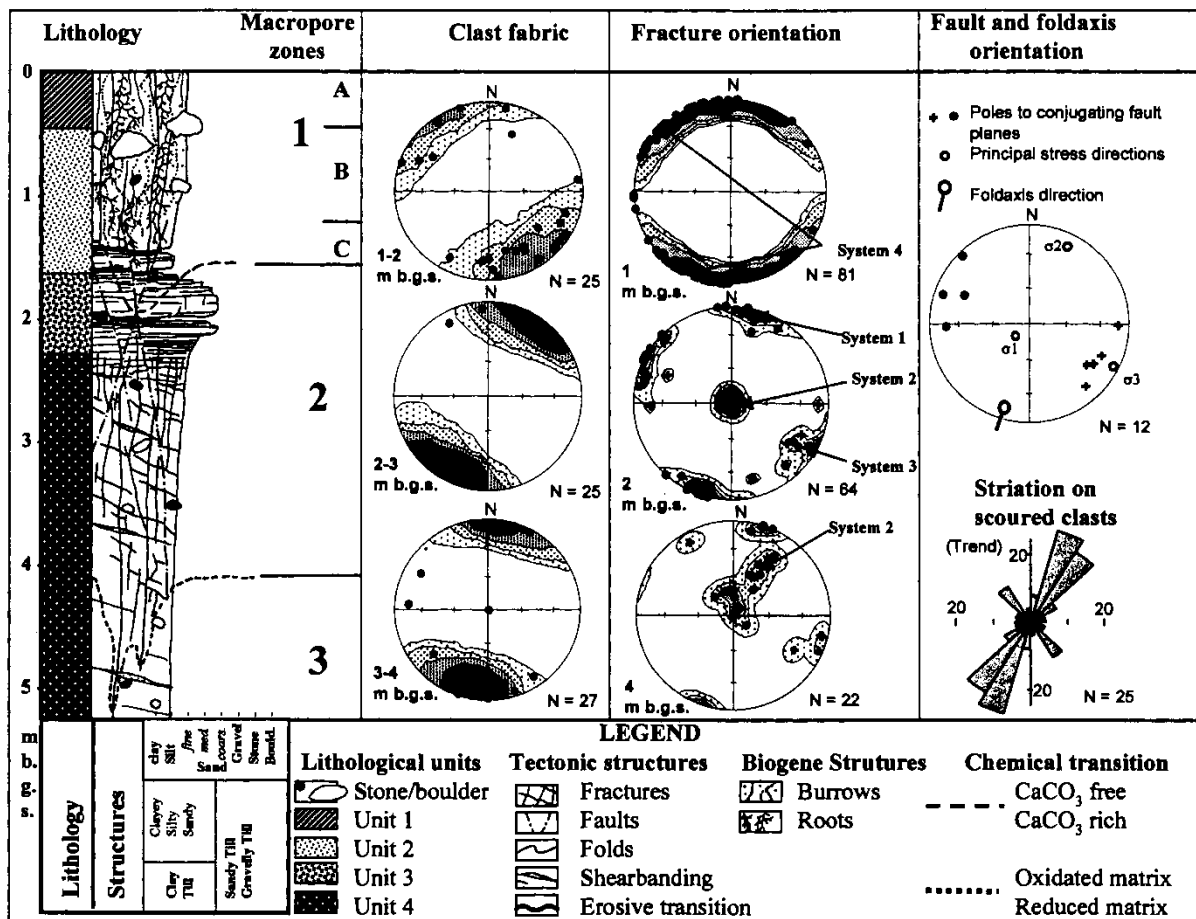 Lithology
Macropore zones
Clast fabric
Fracture orientation
Fault and foldaxis orientation
0
1
2
3
4
5
m b. g. s.
1
A
B
C
2
3
N
1-2
m b.g.s.
N = 25
2-3
m b.g.s.
N = 25
N
3-4
m b.g.s.
N = 27
N
System 4
1
m b.g.s.
N = 81
N
System 1
System 2
System 3
2
m b.g.s.
N = 64
N
System 2
4
m b.g.s.
N = 22
Poles to conjugating fault planes
Principal stress directions
Foldaxis direction
N
σ2
σ1
σ3
N = 12
Striation on
scoured clasts
(Trend)
20
20
20
20
N = 25
Lithology
Structures
clay
Silt
fine
med
coars.
Sand
Gravel
Stone
Bould.
Clayey
Silty
Sandy
Clay
Till
Sandy Till
Gravelly Till
LEGEND
Lithological units
Stone/boulder
Unit 1
Unit 2
Unit 3
Unit 4
Tectonic structures
Fractures
Faults
Folds
Shearbanding
Erosive transition
Biogene Strutures
Burrows
Roots
Chemical transition
CaCO3 free
CaCO3 rich
Oxidated matrix
Reduced matrix